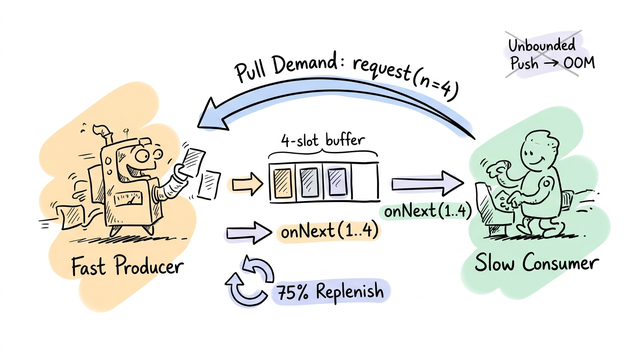 Unbounded
Push → OOM
Pull Demand: request(n=4)
4-slot buffer
onNext(1..4)
onNext(1..4)
Fast Producer
Slow Consumer
75% Replenish